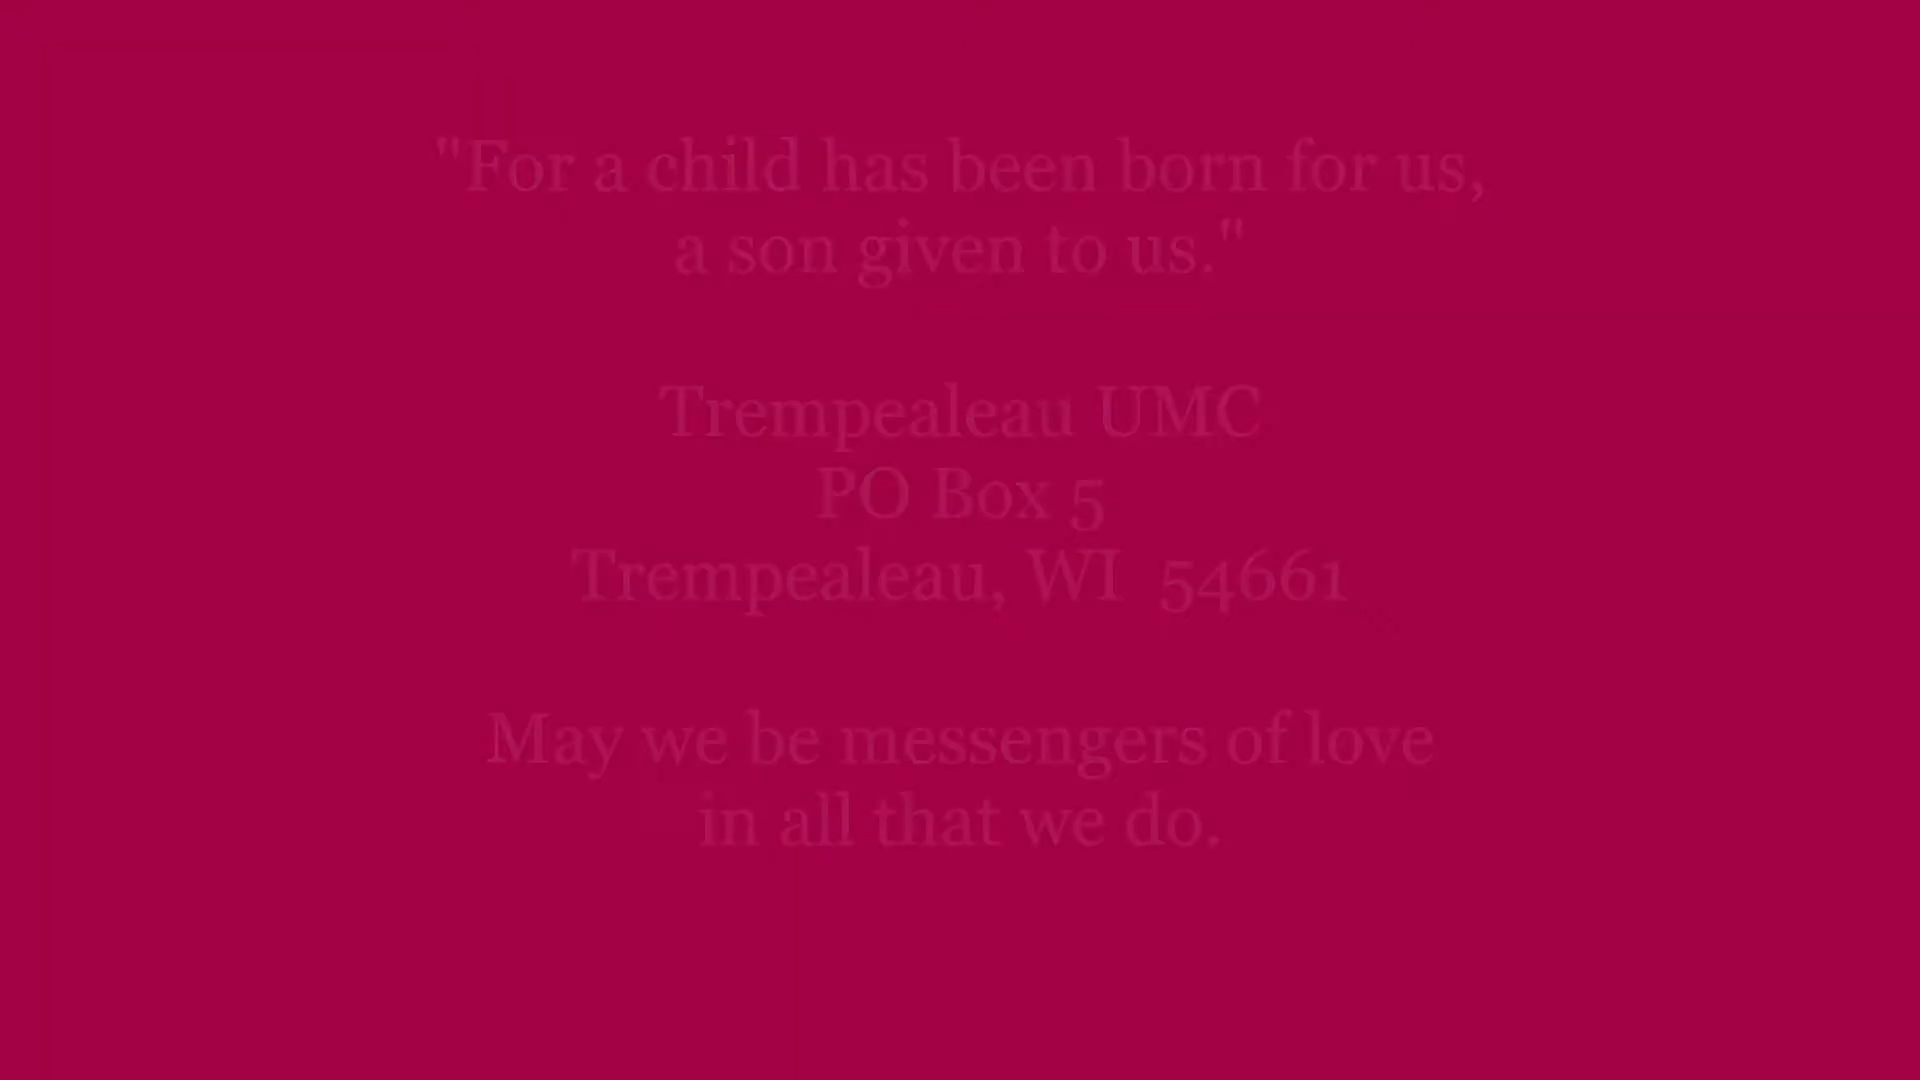 "For a child has been born for us,
a son given to us."
Trempealeau UMC
PO Box 5
Trempealeau, WI  54661
May we be messengers of love
in all that we do.